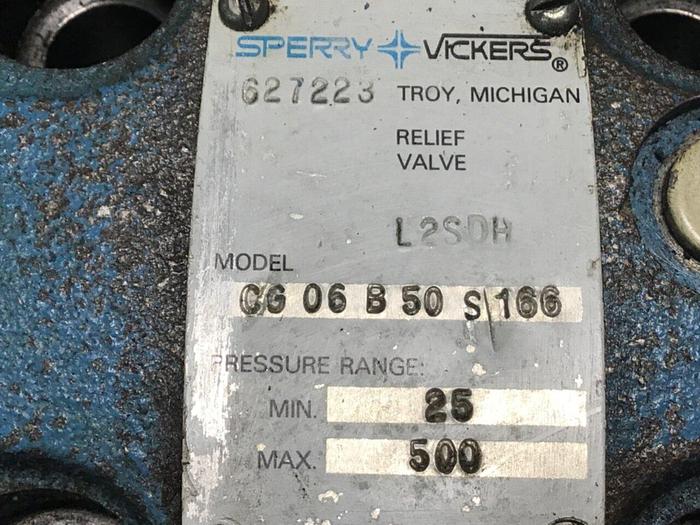 SPERRY VICKERS®
627223 TROY, MICHIGAN
RELIEF
VALVE
L2SDH
MODEL
CG 06 B 50 S/166
PRESSURE RANGE:
MIN. 25
MAX. 500